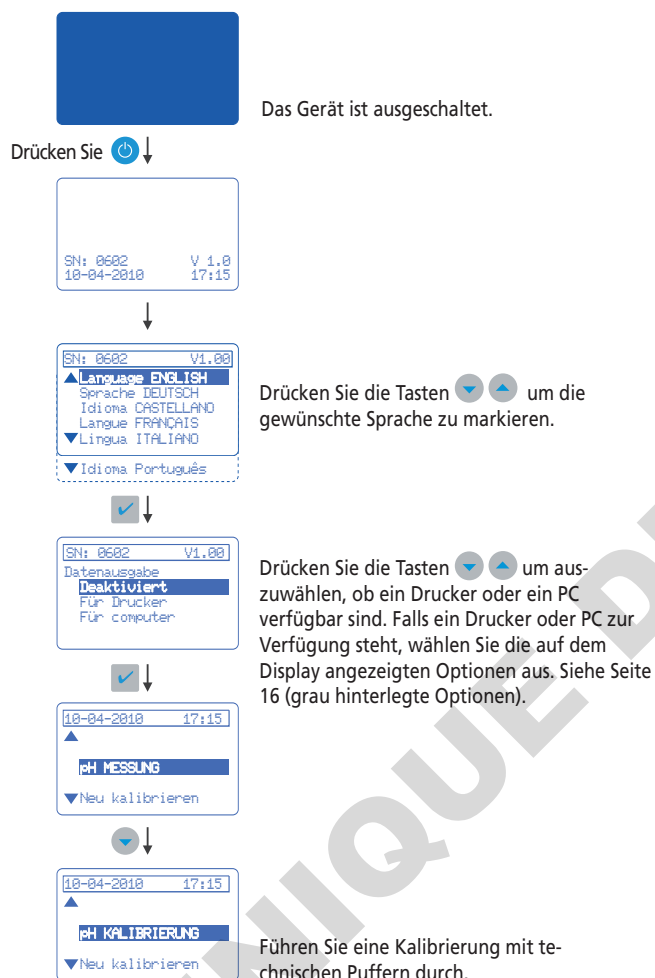 Das Gerät ist ausgeschaltet.
Drücken Sie
SN: 0602 V 1.0
10-04-2010 17:15
SN: 0602 V1.00
Language ENGLISH
Sprache DEUTSCH
Idioma CASTELLANO
Langue FRANÇAIS
Lingua ITALIANO
Idioma Português
Drücken Sie die Tasten um die
gewünschte Sprache zu markieren.
SN: 0602 V1.00
Datenausgabe
Deaktiviert
Für Drucker
Für computer
Drücken Sie die Tasten um aus-
zuwählen, ob ein Drucker oder ein PC
verfügbar sind. Falls ein Drucker oder PC zur
Verfügung steht, wählen Sie die auf dem
Display angezeigten Optionen aus. Siehe Seite
16 (grau hinterlegte Optionen).
10-04-2010 17:15
pH MESSUNG
Neu kalibrieren
10-04-2010 17:15
pH KALIBRIERUNG
Neu kalibrieren
Führen Sie eine Kalibrierung mit te-
chnischen Puffern durch.
NIQUE D